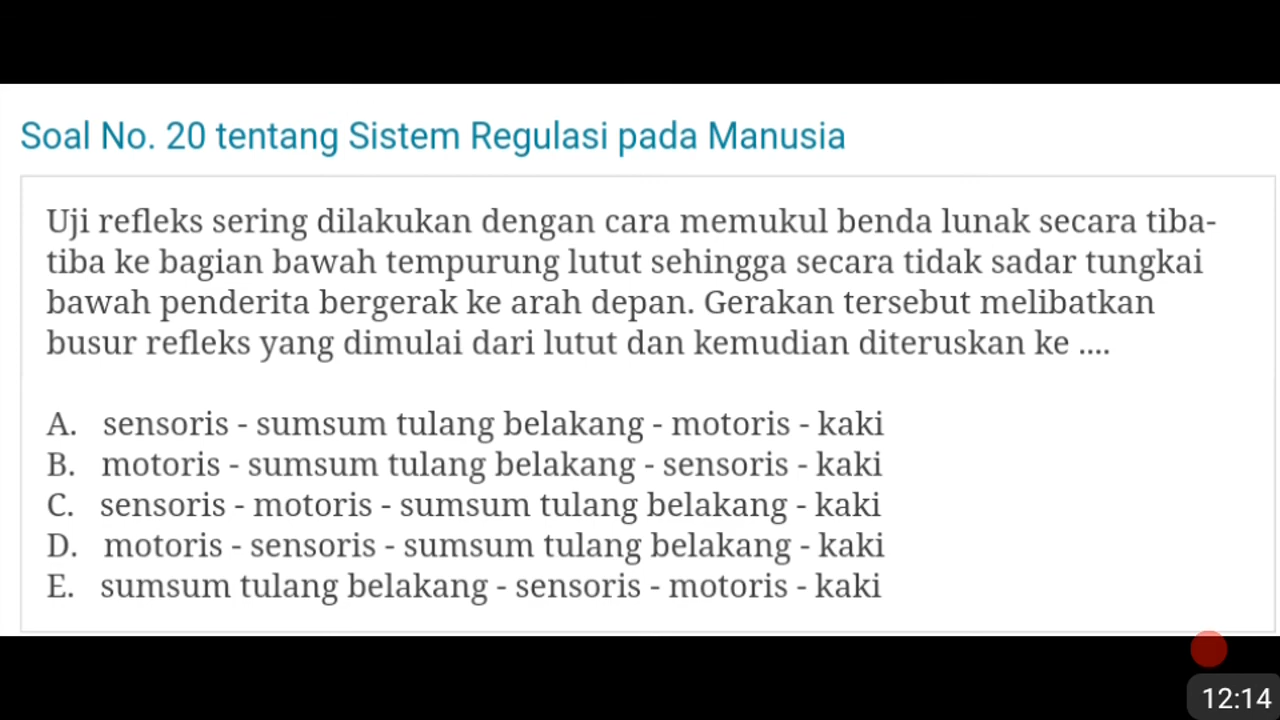 Soal No. 20 tentang Sistem Regulasi pada Manusia
Uji refleks sering dilakukan dengan cara memukul benda lunak secara tiba-
tiba ke bagian bawah tempurung lutut sehingga secara tidak sadar tungkai
bawah penderita bergerak ke arah depan. Gerakan tersebut melibatkan
busur refleks yang dimulai dari lutut dan kemudian diteruskan ke ....
A. sensoris - sumsum tulang belakang - motoris - kaki
B. motoris - sumsum tulang belakang - sensoris - kaki
C. sensoris - motoris - sumsum tulang belakang - kaki
D. motoris - sensoris - sumsum tulang belakang - kaki
E. sumsum tulang belakang - sensoris - motoris - kaki
12:14